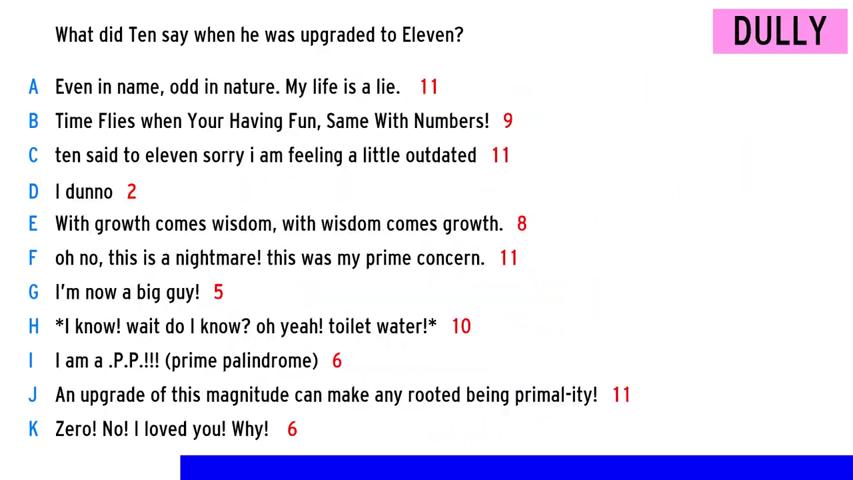 What did Ten say when he was upgraded to Eleven?
DULLY
A Even in name, odd in nature. My life is a lie. 11
B Time Flies when Your Having Fun, Same With Numbers! 9
C ten said to eleven sorry i am feeling a little outdated 11
D I dunno 2
E With growth comes wisdom, with wisdom comes growth. 8
F oh no, this is a nightmare! this was my prime concern. 11
G I'm now a big guy! 5
H *I know! wait do I know? oh yeah! toilet water!* 10
I I am a .P.P.!!! (prime palindrome) 6
J An upgrade of this magnitude can make any rooted being primal-ity! 11
K Zero! No! I loved you! Why! 6